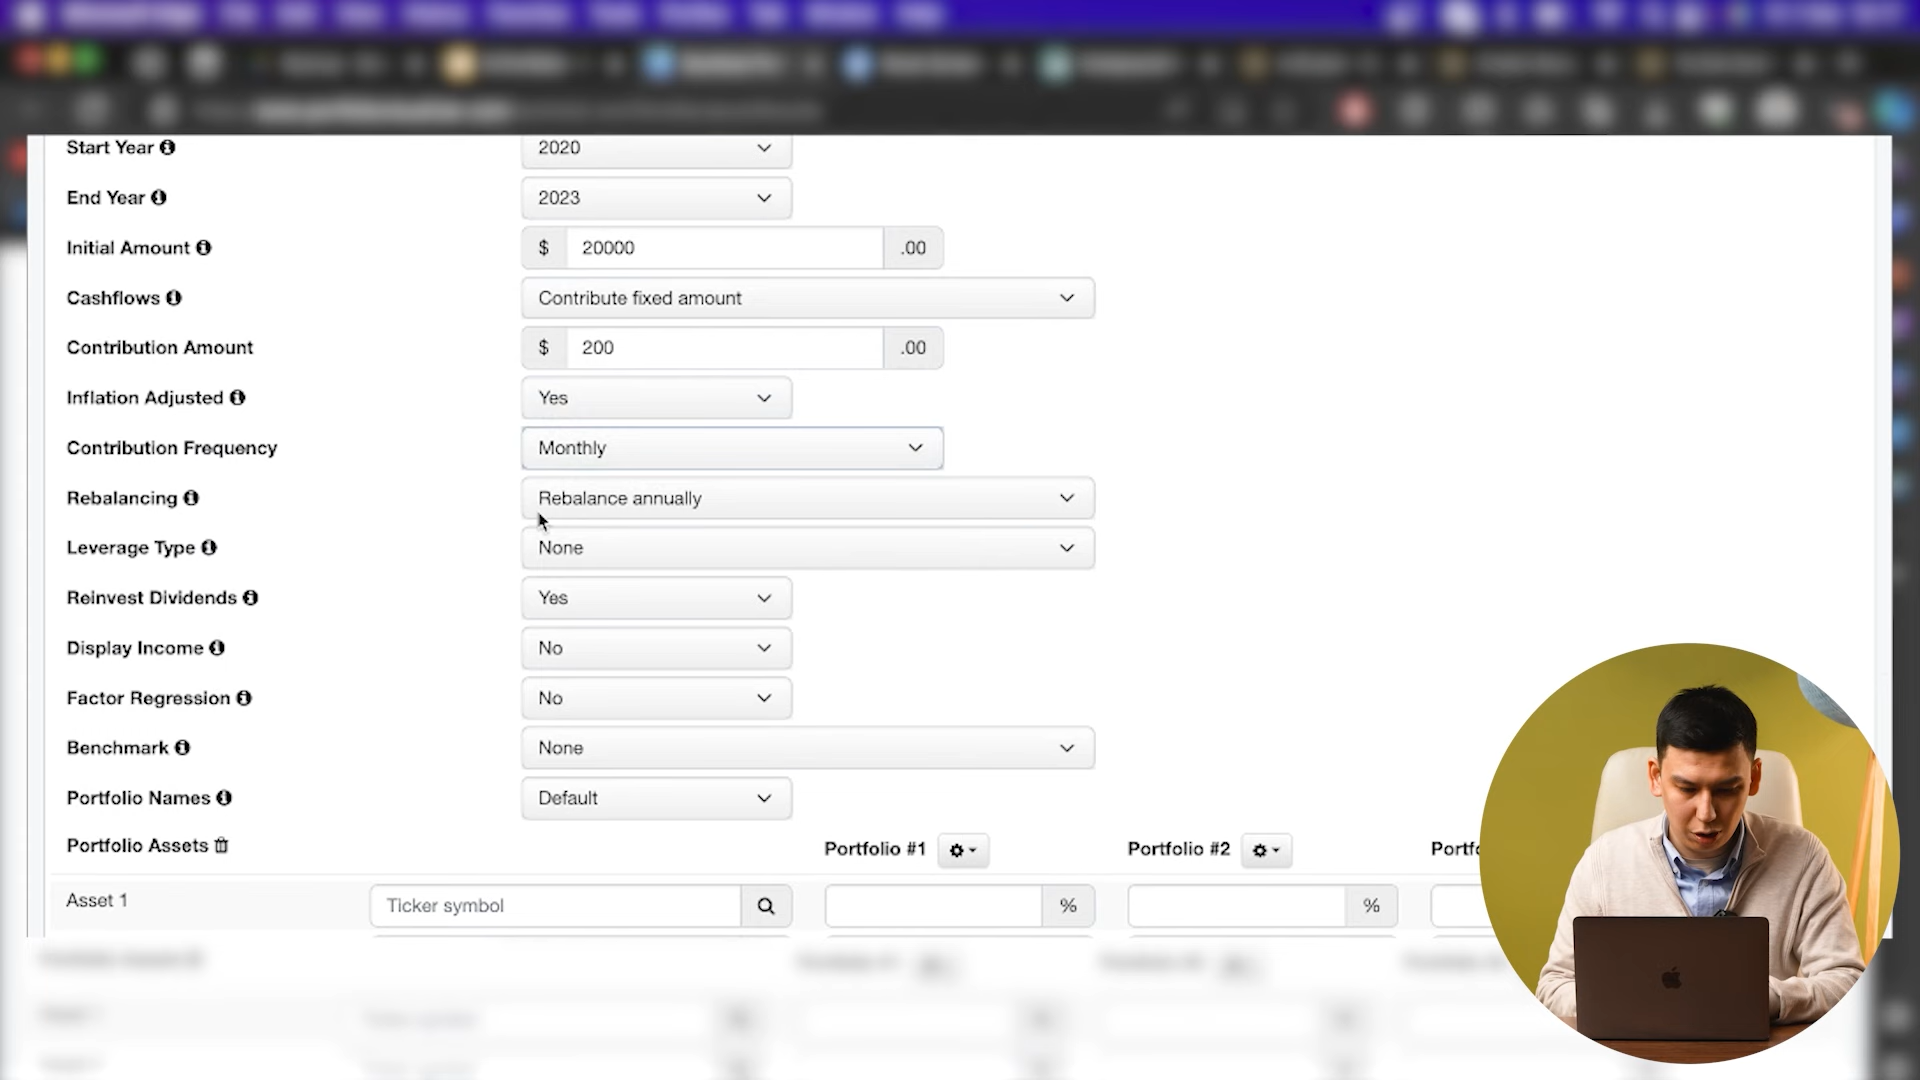 Start Year
2020
End Year
2023
Initial Amount
$ 20000 .00
Cashflows
Contribute fixed amount
Contribution Amount
$ 200 .00
Inflation Adjusted
Yes
Contribution Frequency
Monthly
Rebalancing
Rebalance annually
Leverage Type
None
Reinvest Dividends
Yes
Display Income
No
Factor Regression
No
Benchmark
None
Portfolio Names
Default
Portfolio Assets
Portfolio #1
Portfolio #2
Asset 1
Ticker symbol
%
%